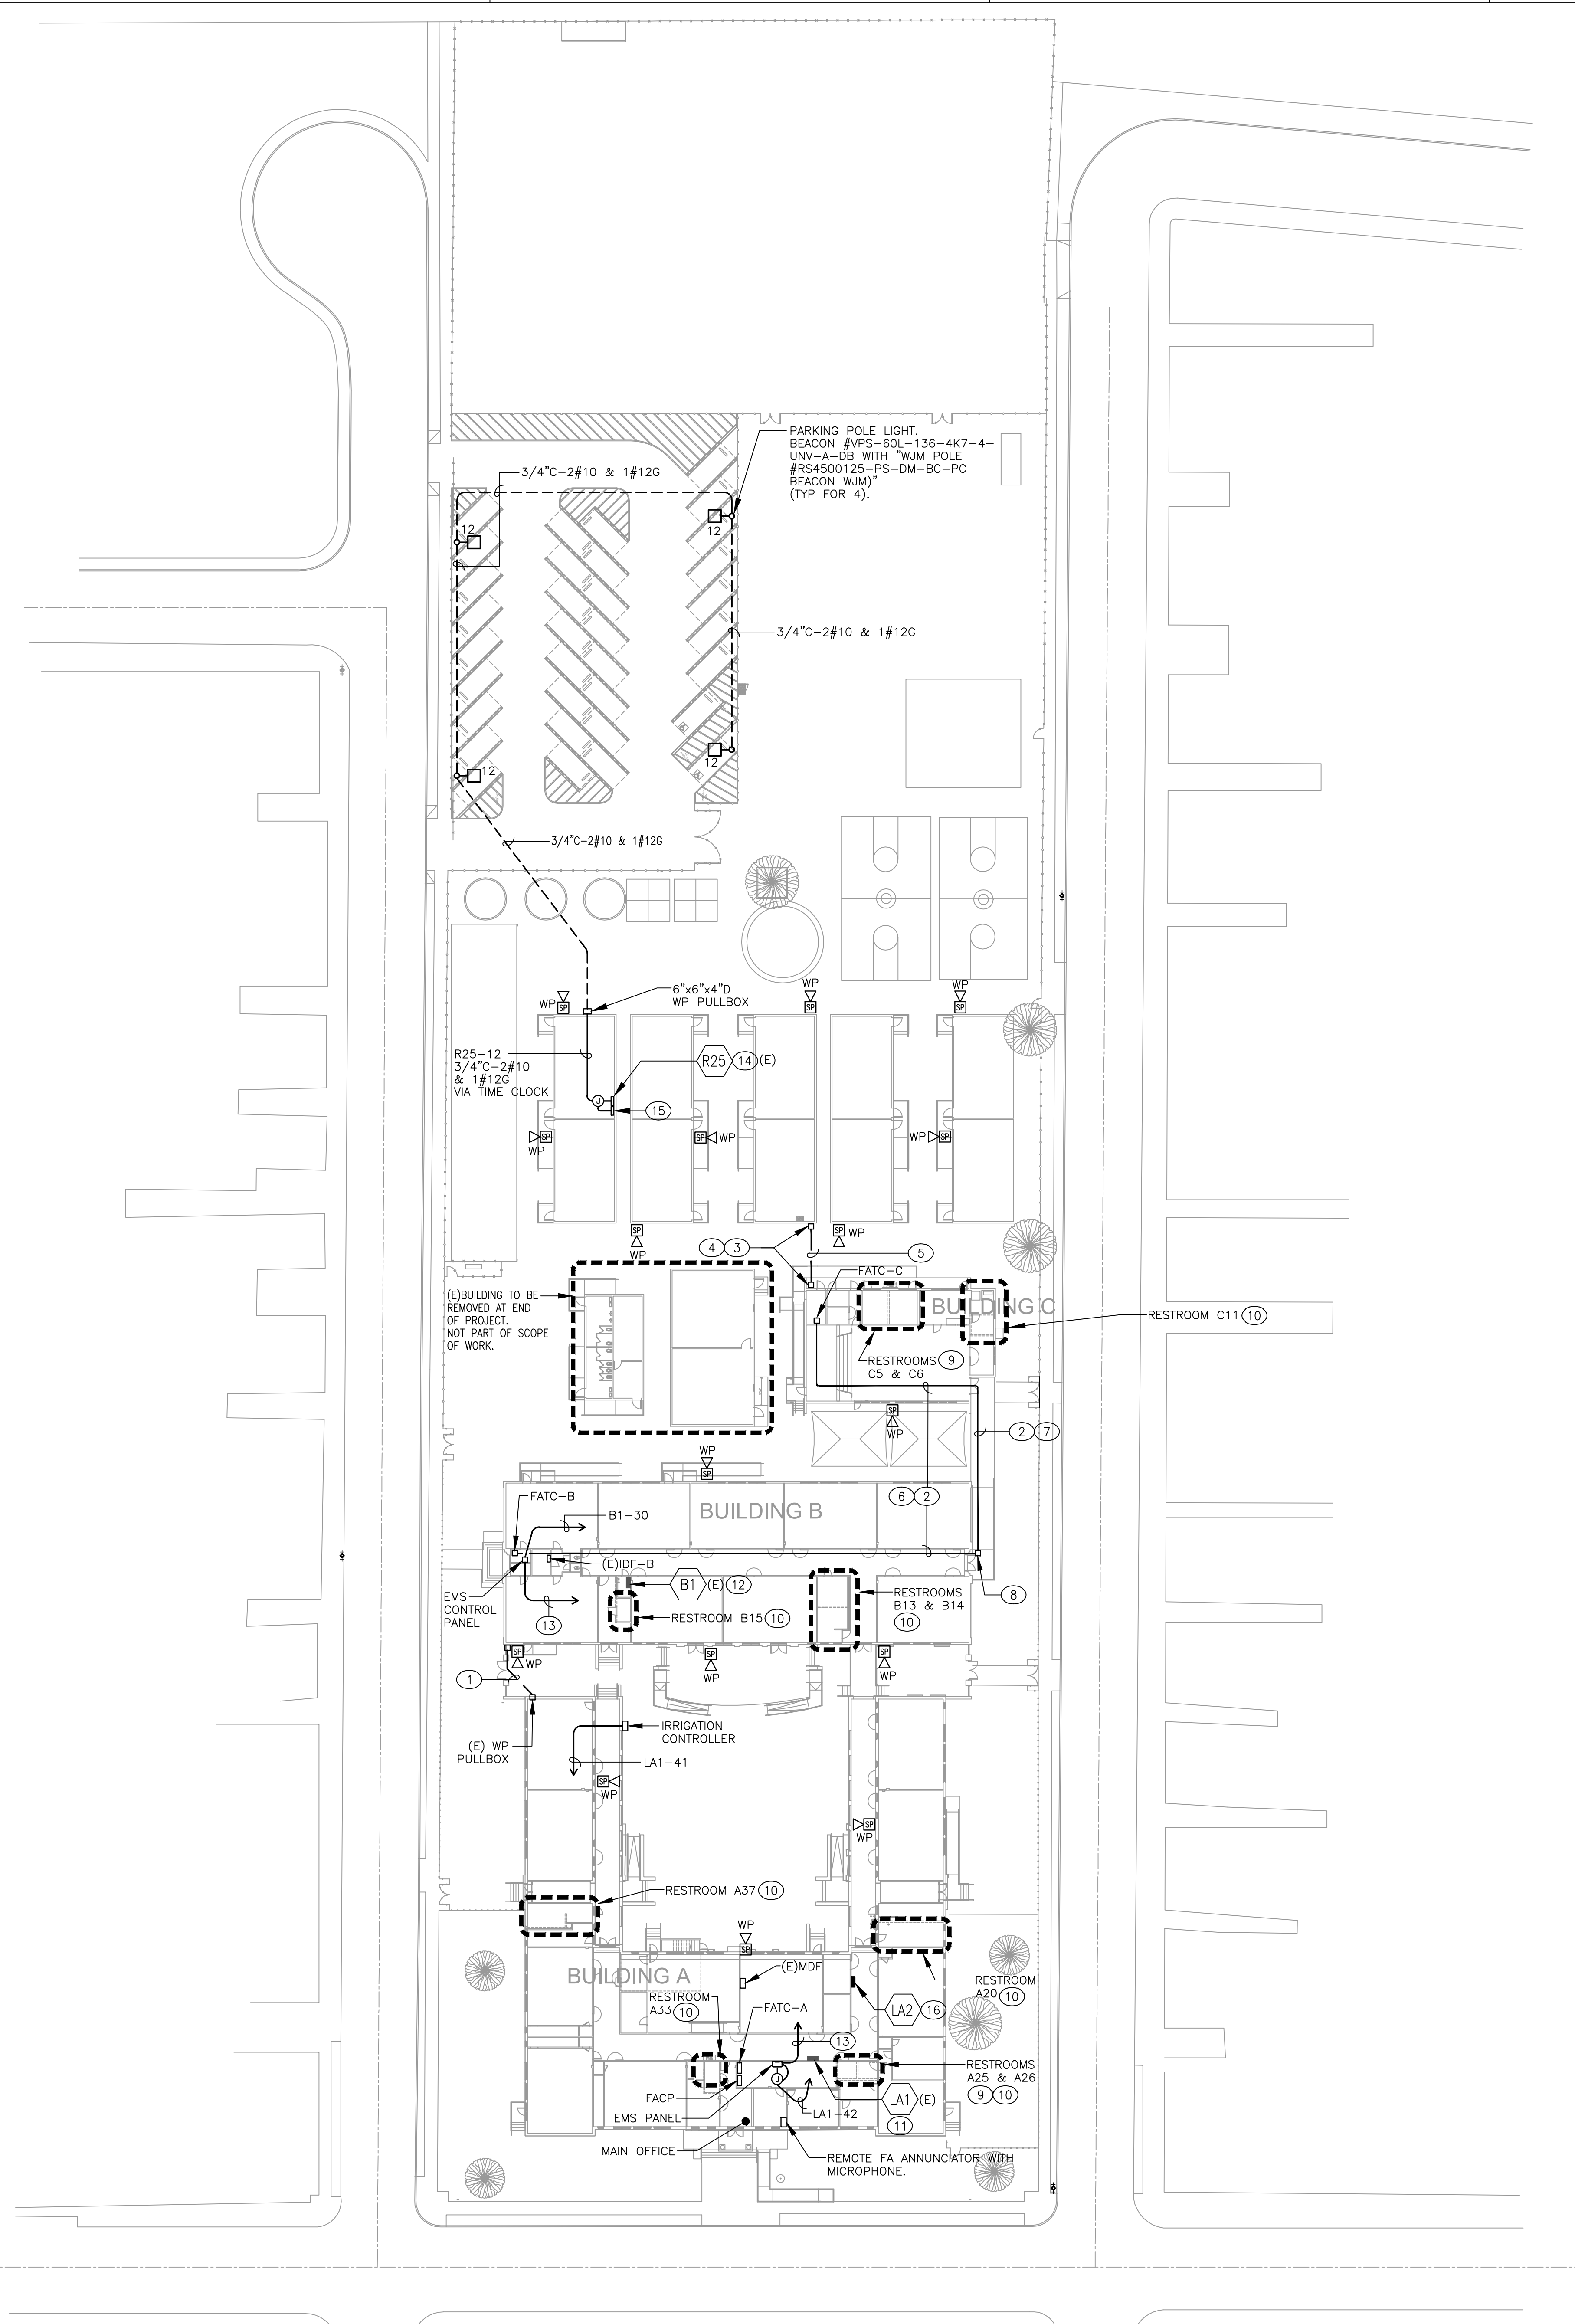 PARKING POLE LIGHT.
BEACON #VPS-60L-136-4K7-4-
UNV-A-DB WITH "WJM POLE
#RS4500125-PS-DM-BC-PC
BEACON WJM)"
(TYP FOR 4).
3/4"C-2#10 & 1#12G
12
12
3/4"C-2#10 & 1#12G
12
12
3/4"C-2#10 & 1#12G
6"x6"x4"D
WP PULLBOX
WP SP
WP
SP
WP
SP
R25-12
3/4"C-2#10
& 1#12G
VIA TIME CLOCK
R25 14 (E)
J
15
SP
WP
SP WP
WP SP
SP
WP
SP WP
4 3
5
FATC-C
BUILDING C
RESTROOM C11 10
(E)BUILDING TO BE
REMOVED AT END
OF PROJECT.
NOT PART OF SCOPE
OF WORK.
RESTROOMS 9
C5 & C6
SP
WP
2 7
WP
SP
FATC-B
6 2
BUILDING B
B1-30
(E)IDF-B
B1 (E) 12
EMS
CONTROL
PANEL
13
RESTROOM B15 10
RESTROOMS
B13 & B14
10
8
SP
WP
SP
WP
SP
WP
1
(E) WP
PULLBOX
IRRIGATION
CONTROLLER
LA1-41
SP
WP
SP
WP
RESTROOM A37 10
WP
SP
BUILDING A
(E)MDF
RESTROOM
A20 10
RESTROOM
A33 10
FATC-A
LA2 16
13
RESTROOMS
A25 & A26
9 10
J
FACP
EMS PANEL
LA1-42
LA1 (E)
11
MAIN OFFICE
REMOTE FA ANNUNCIATOR WITH
MICROPHONE.